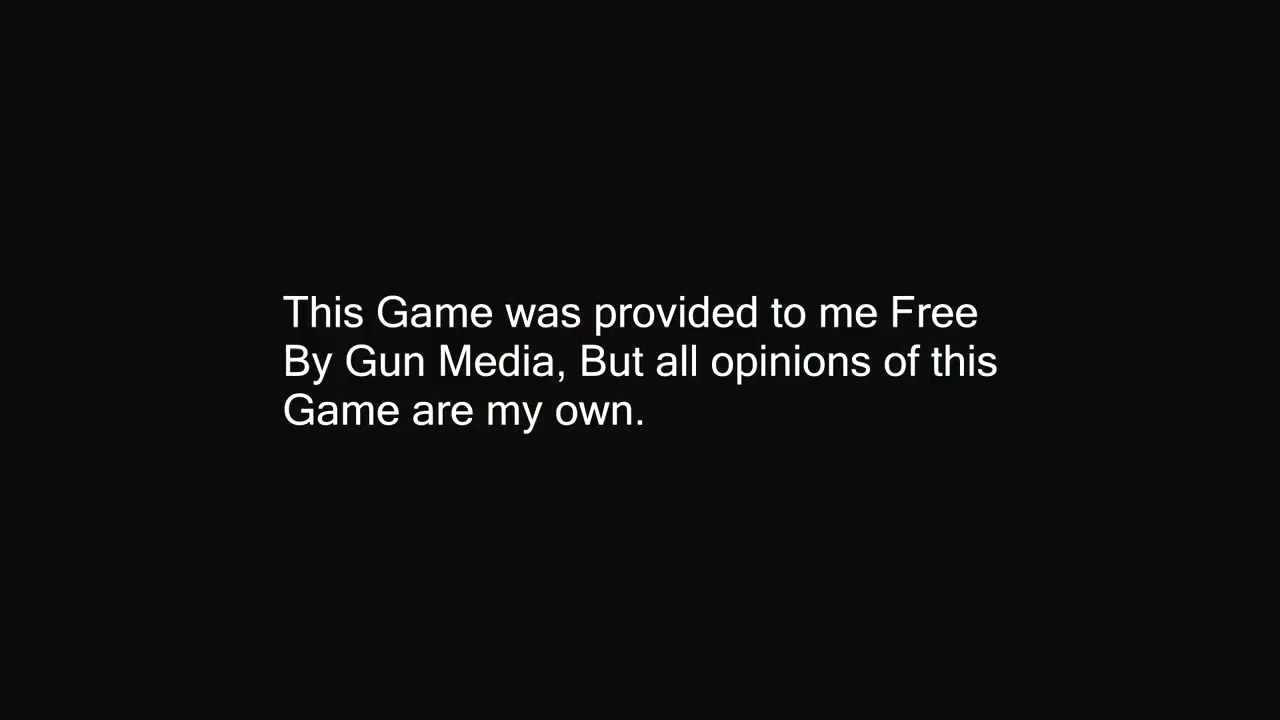 This Game was provided to me Free
By Gun Media, But all opinions of this
Game are my own.